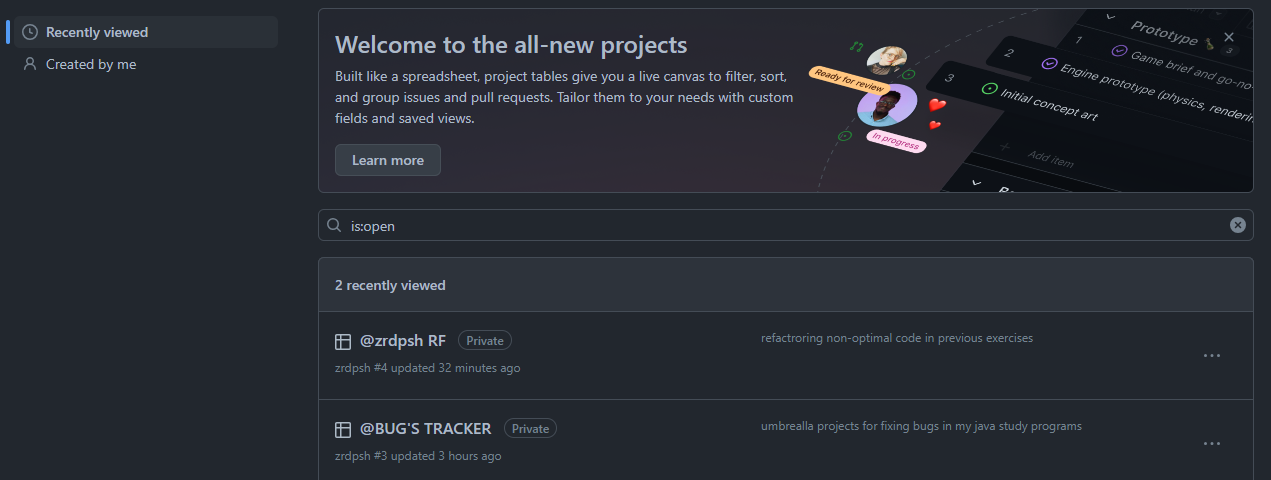 Recently viewed
Created by me
Welcome to the all-new projects
Built like a spreadsheet, project tables give you a live canvas to filter, sort,
and group issues and pull requests. Tailor them to your needs with custom
fields and saved views.
Learn more
Ready for review
In progress
Prototype 3
1 Game brief and go-no-
2 Engine prototype (physics, renderin
3 Initial concept art
Add item
is:open
2 recently viewed
@zrdpsh RF Private
refactroring non-optimal code in previous exercises
zrdpsh #4 updated 32 minutes ago
@BUG'S TRACKER Private
umbrealla projects for fixing bugs in my java study programs
zrdpsh #3 updated 3 hours ago